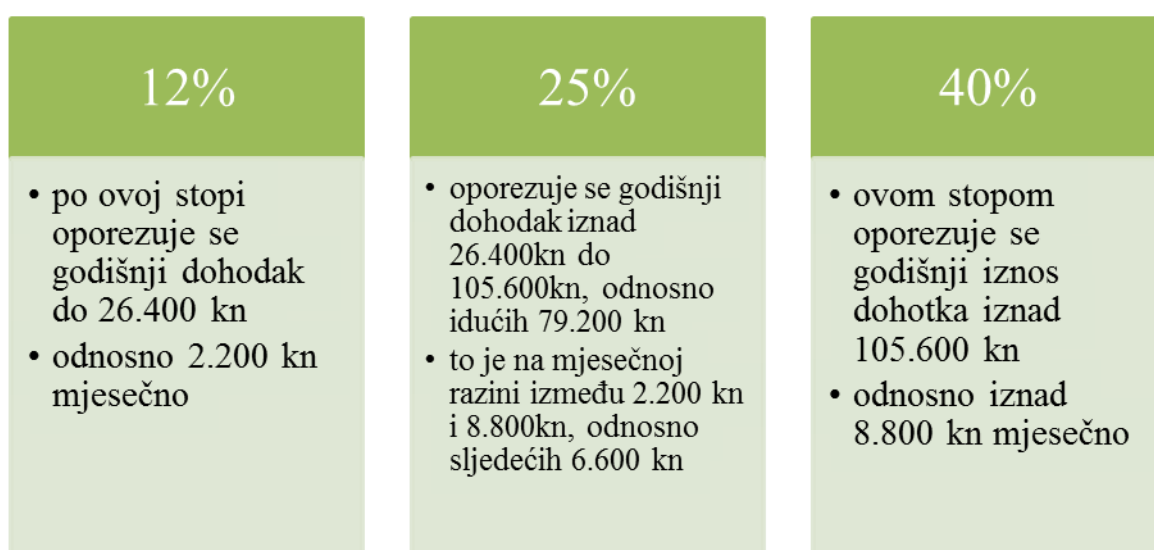 12%
• po ovoj stopi
oporezuje se
godišnji dohodak
do 26.400 kn
• odnosno 2.200 kn
mjesečno
25%
• oporezuje se godišnji
dohodak iznad
26.400kn do
105.600kn, odnosno
idućih 79.200 kn
• to je na mjesečnoj
razini između 2.200 kn
i 8.800kn, odnosno
sljedećih 6.600 kn
40%
• ovom stopom
oporezuje se
godišnji iznos
dohotka iznad
105.600 kn
• odnosno iznad
8.800 kn mjesečno